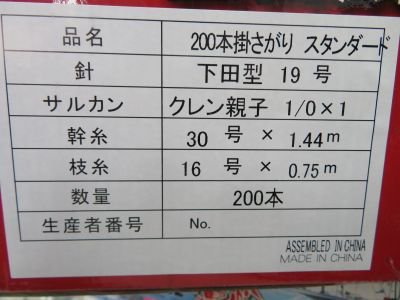 品名 200本掛さがり スタンダード
針 下田型 19号
サルカン クレン親子 1/0×1
幹糸 30 号 × 1.44m
枝糸 16 号 × 0.75m
数量 200本
生産者番号 No.
ASSEMBLED IN CHINA
MADE IN CHINA